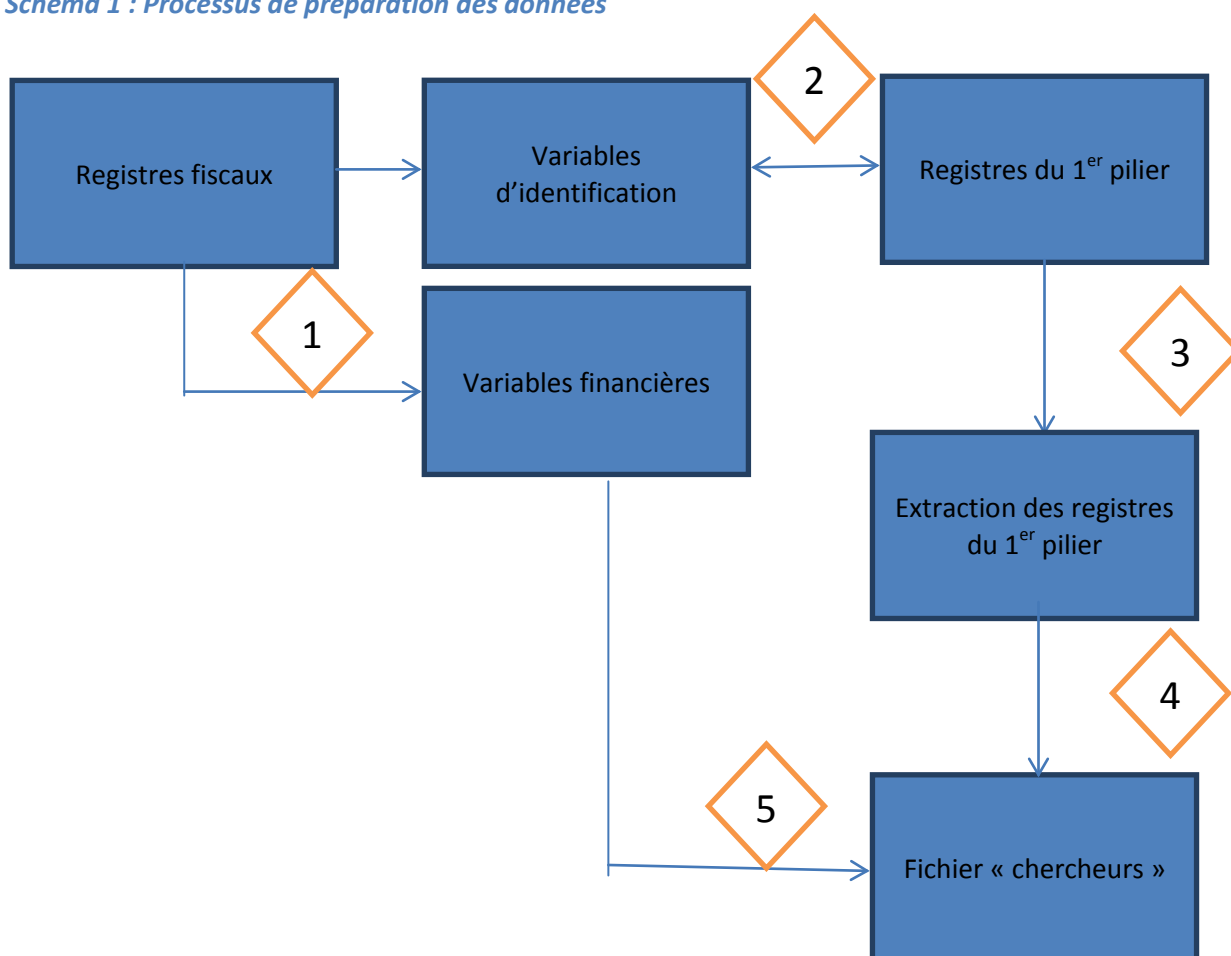 Schéma 1 : Processus de préparation des données
2
Registres fiscaux
Variables
d’identification
Registres du 1er pilier
1
Variables financières
3
Extraction des registres
du 1er pilier
4
5
Fichier « chercheurs »